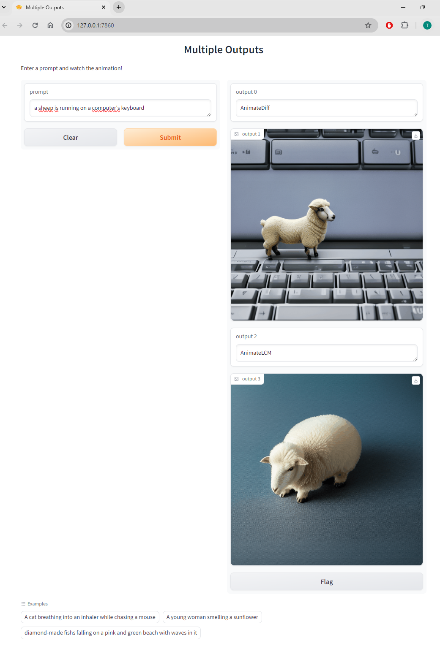 Multiple Outputs
127.0.0.1:7860
Multiple Outputs
Enter a prompt and watch the animation!
prompt
a sheep is running on a computer's keyboard
Clear
Submit
output 0
AnimateDiff
output 1
output 2
AnimateLCM
output 3
Flag
Examples
A cat breathing into an inhaler while chasing a mouse
A young woman smelling a sunflower
diamond-made fishs falling on a pink and green beach with waves in it